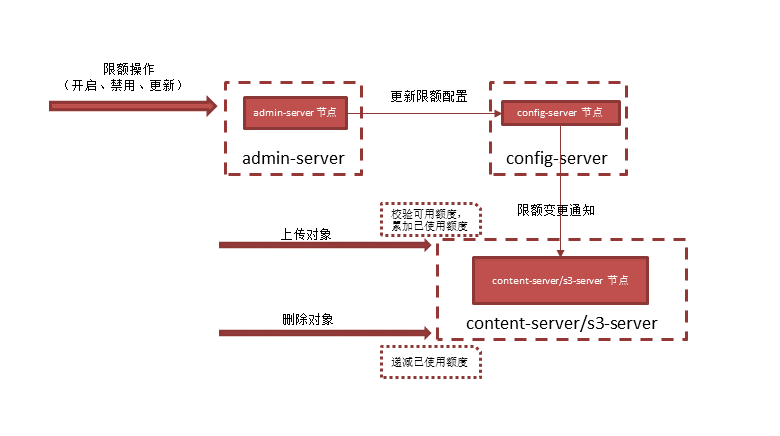 限额操作
（开启、禁用、更新）
admin-server 节点
admin-server
更新限额配置
config-server 节点
config-server
限额变更通知
校验可用额度，
累加已使用额度
上传对象
content-server/s3-server 节点
content-server/s3-server
删除对象
递减已使用额度